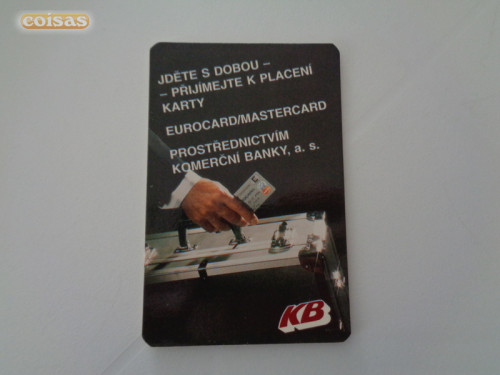 coisas
JDĚTE S DOBOU –
– PŘIJÍMEJTE K PLACENÍ
KARTY
EUROCARD/MASTERCARD
PROSTŘEDNICTVÍM
KOMERČNÍ BANKY, a. s.
KB